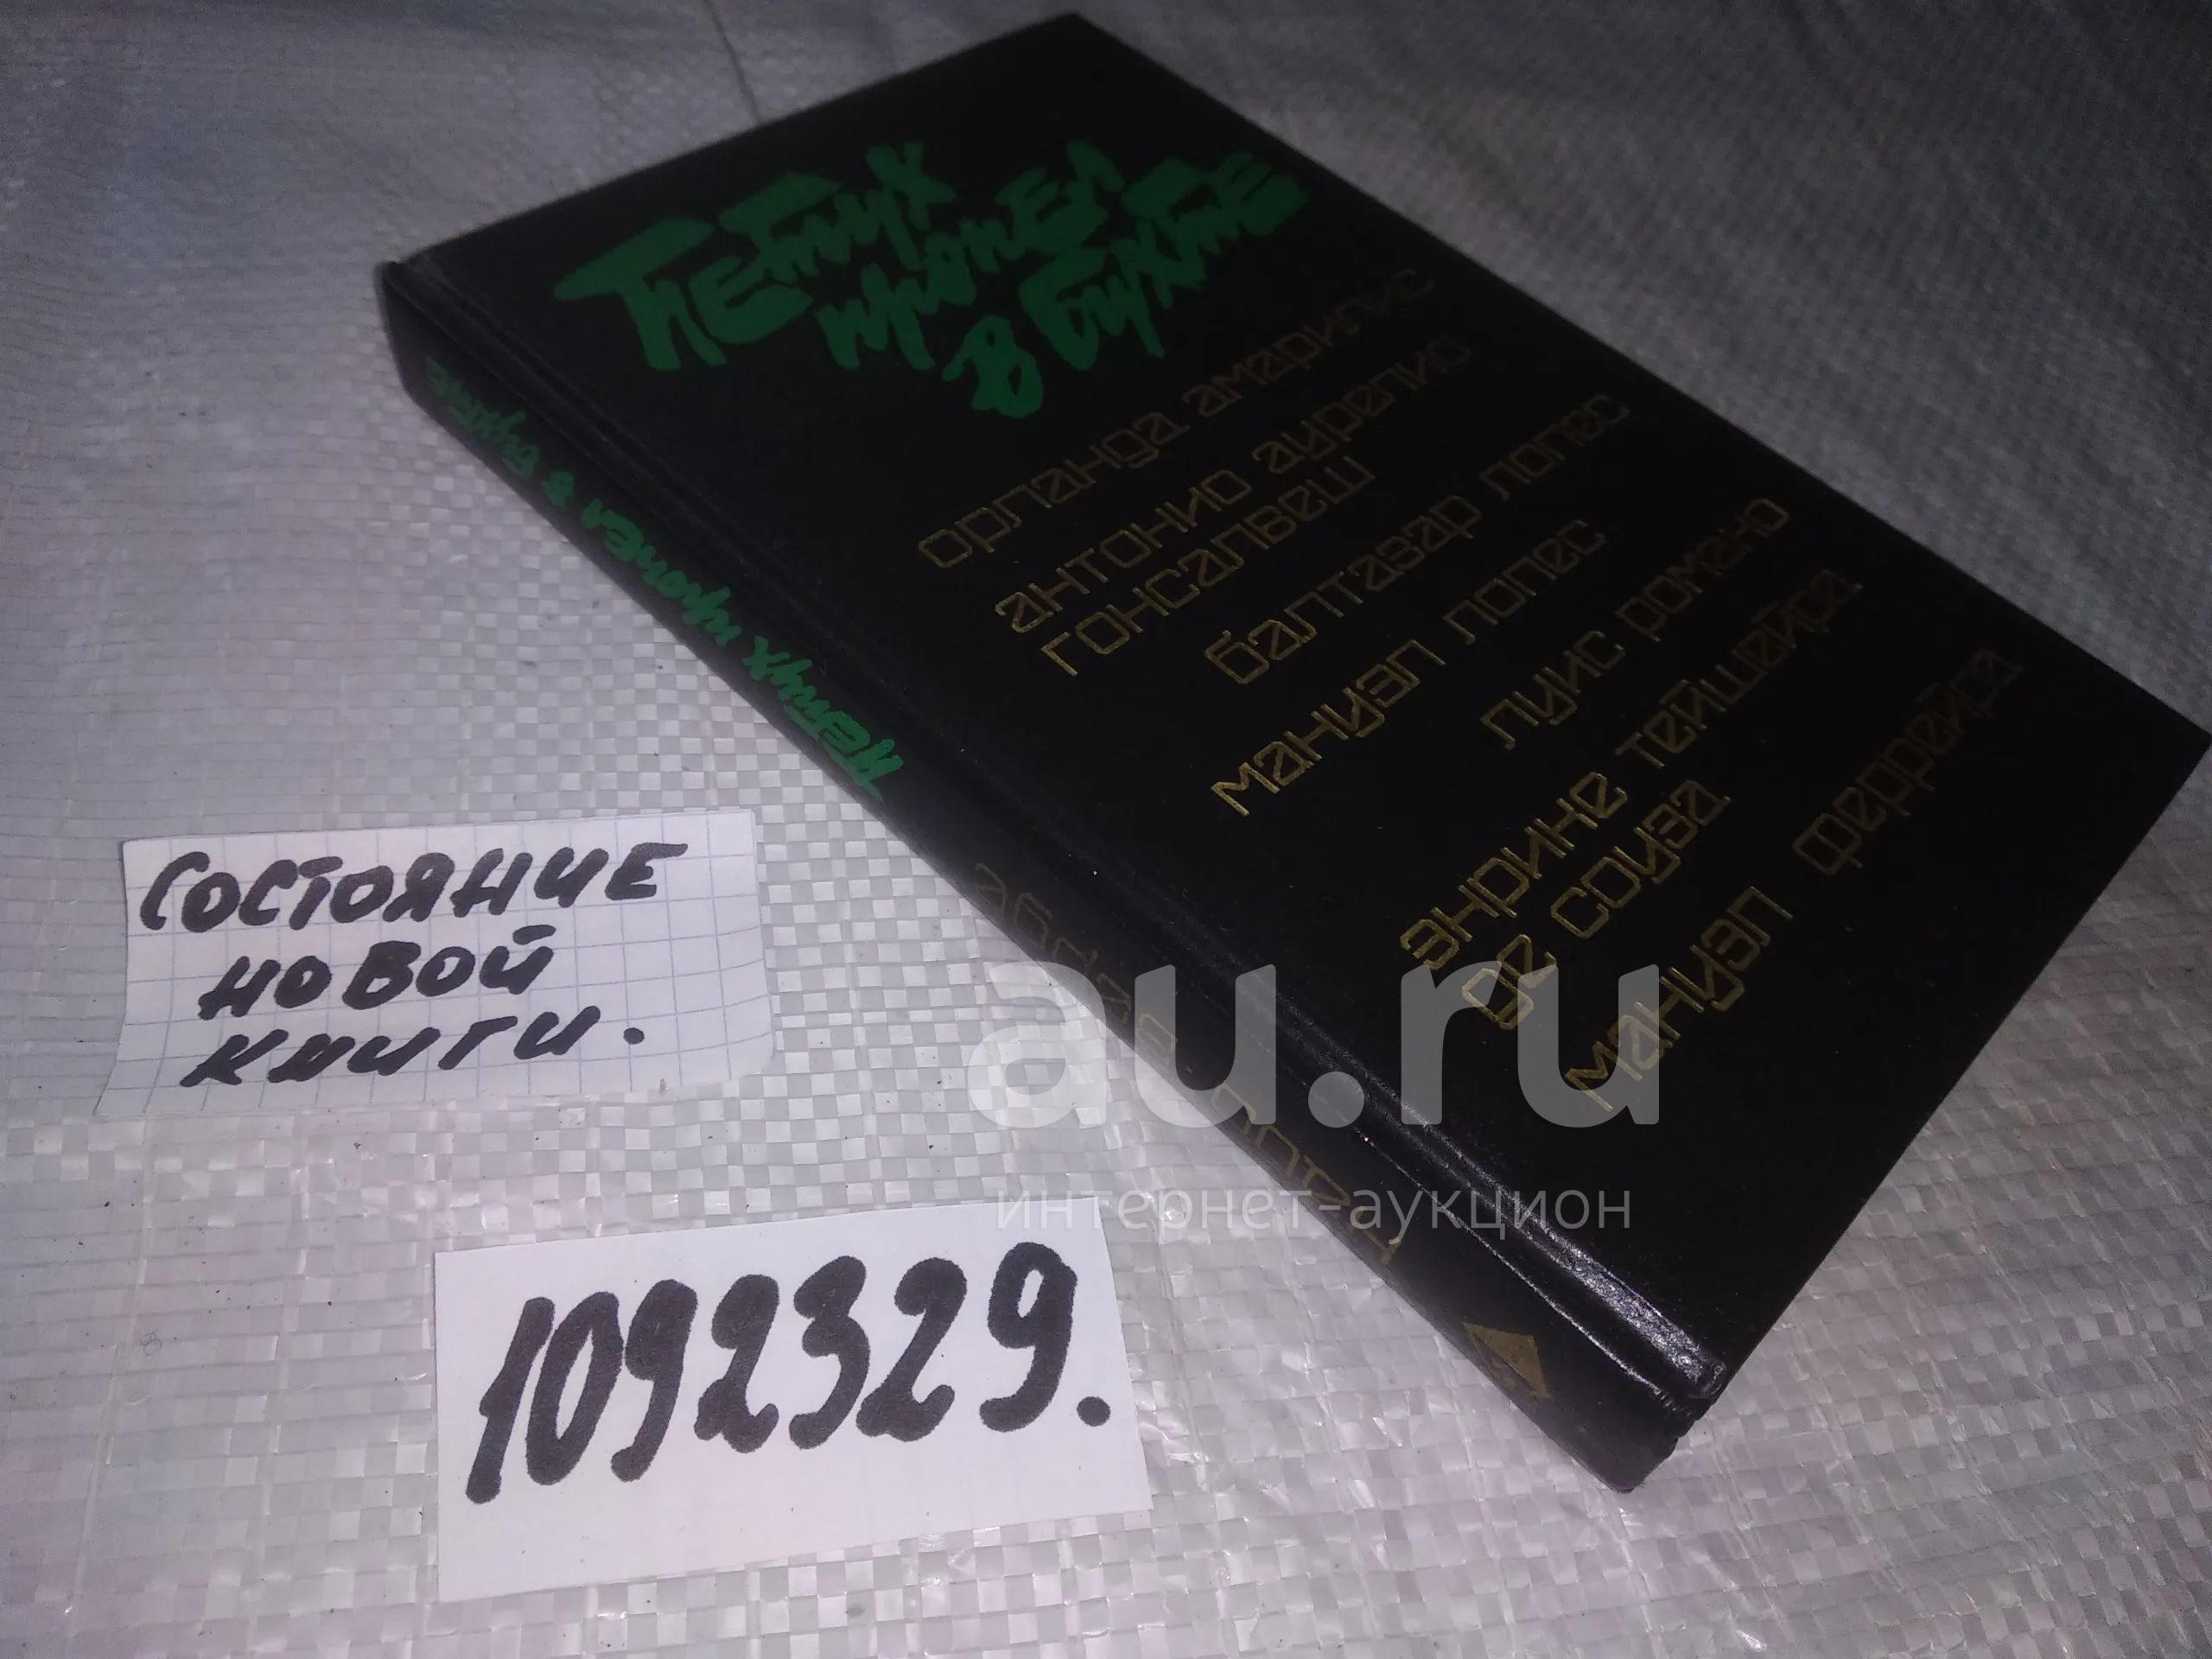 Петух
пропел
в бухте
орланда амарилис
антонио аурелио
гонсалвеш
балтазар лопес
мануэл лопес
луис романо
энрике тейшейра
де соуза
мануэл феррейра
Петух пропел в бухте
СОСТОЯНИЕ
НОВОЙ
КНИГИ.
1092329.
au.ru
интернет-аукцион